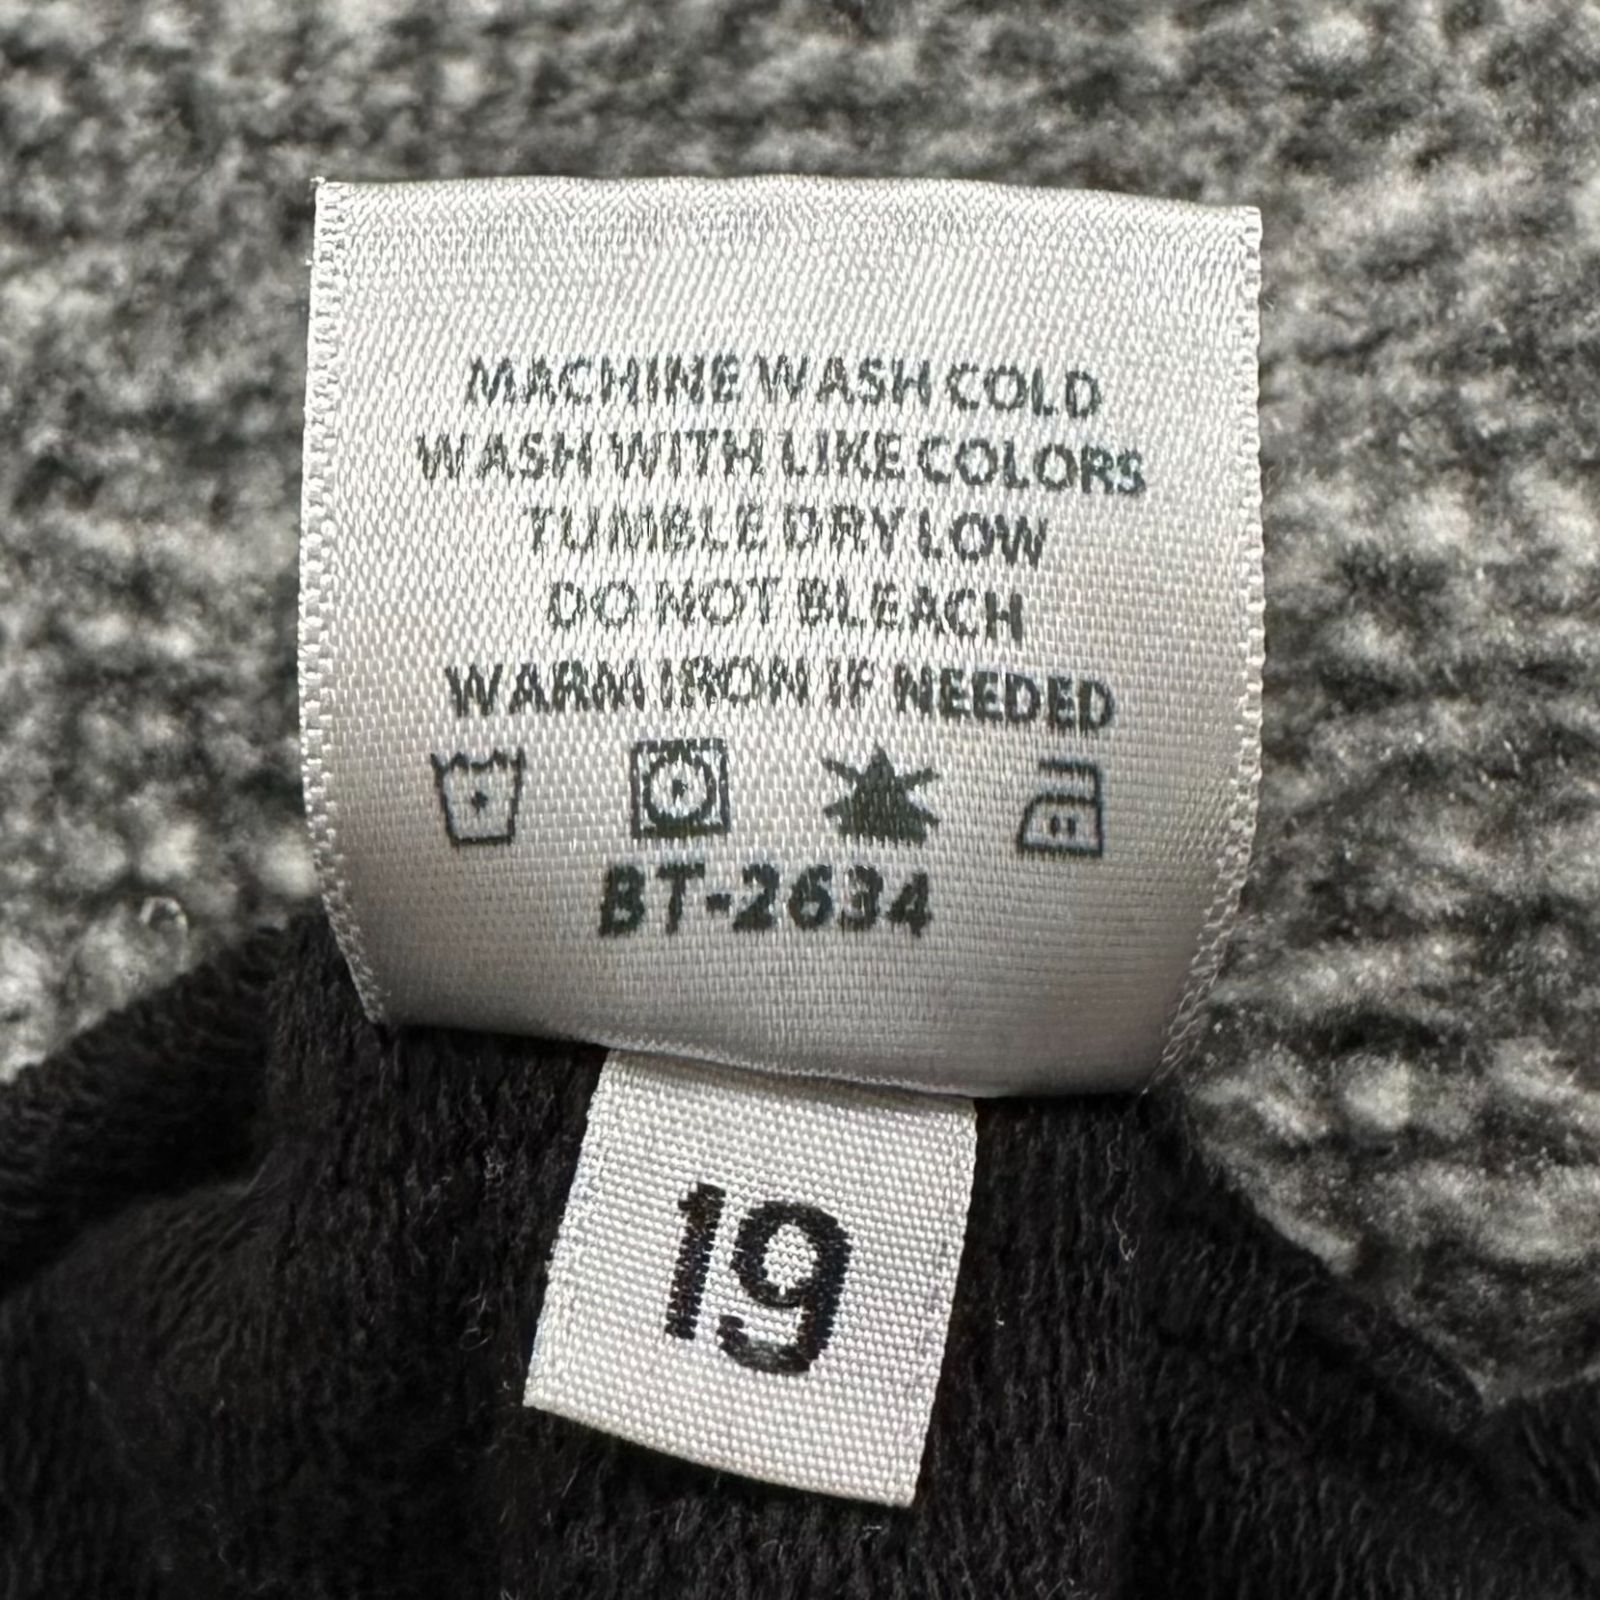 MACHINE WASH COLD
WASH WITH LIKE COLORS
TUMBLE DRY LOW
DO NOT BLEACH
WARM IRON IF NEEDED
BT-2634
19